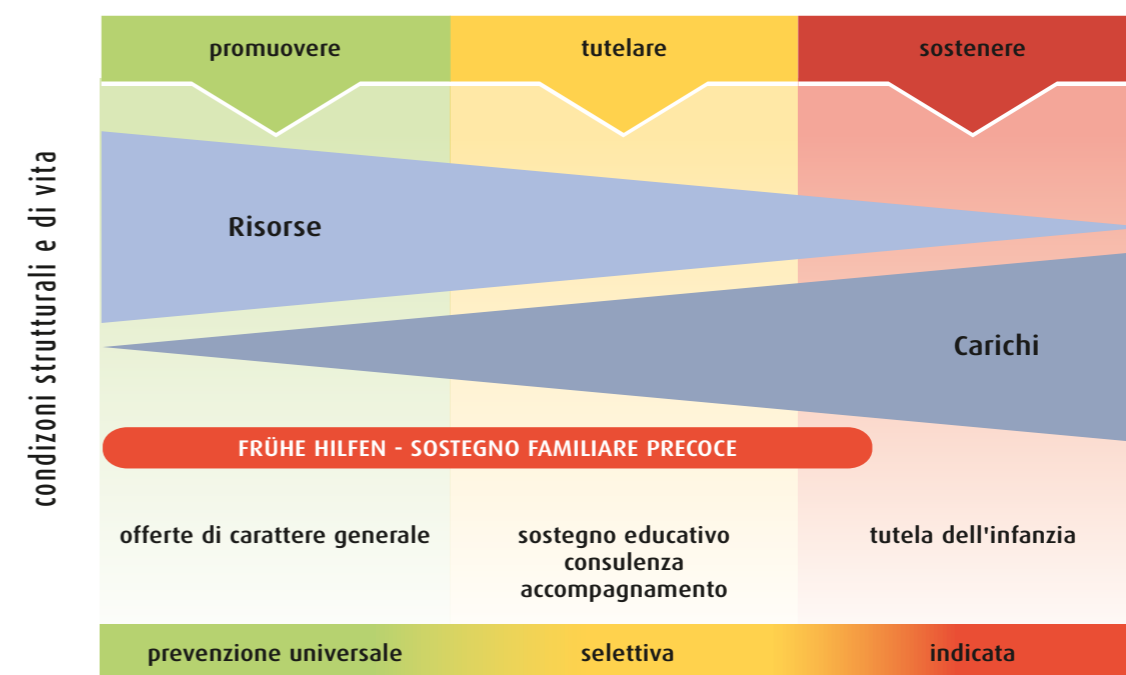 promuovere
tutelare
sostenere
condizoni strutturali e di vita
Risorse
Carichi
FRÜHE HILFEN - SOSTEGNO FAMILIARE PRECOCE
offerte di carattere generale
sostegno educativo
consulenza
accompagnamento
tutela dell'infanzia
prevenzione universale
selettiva
indicata